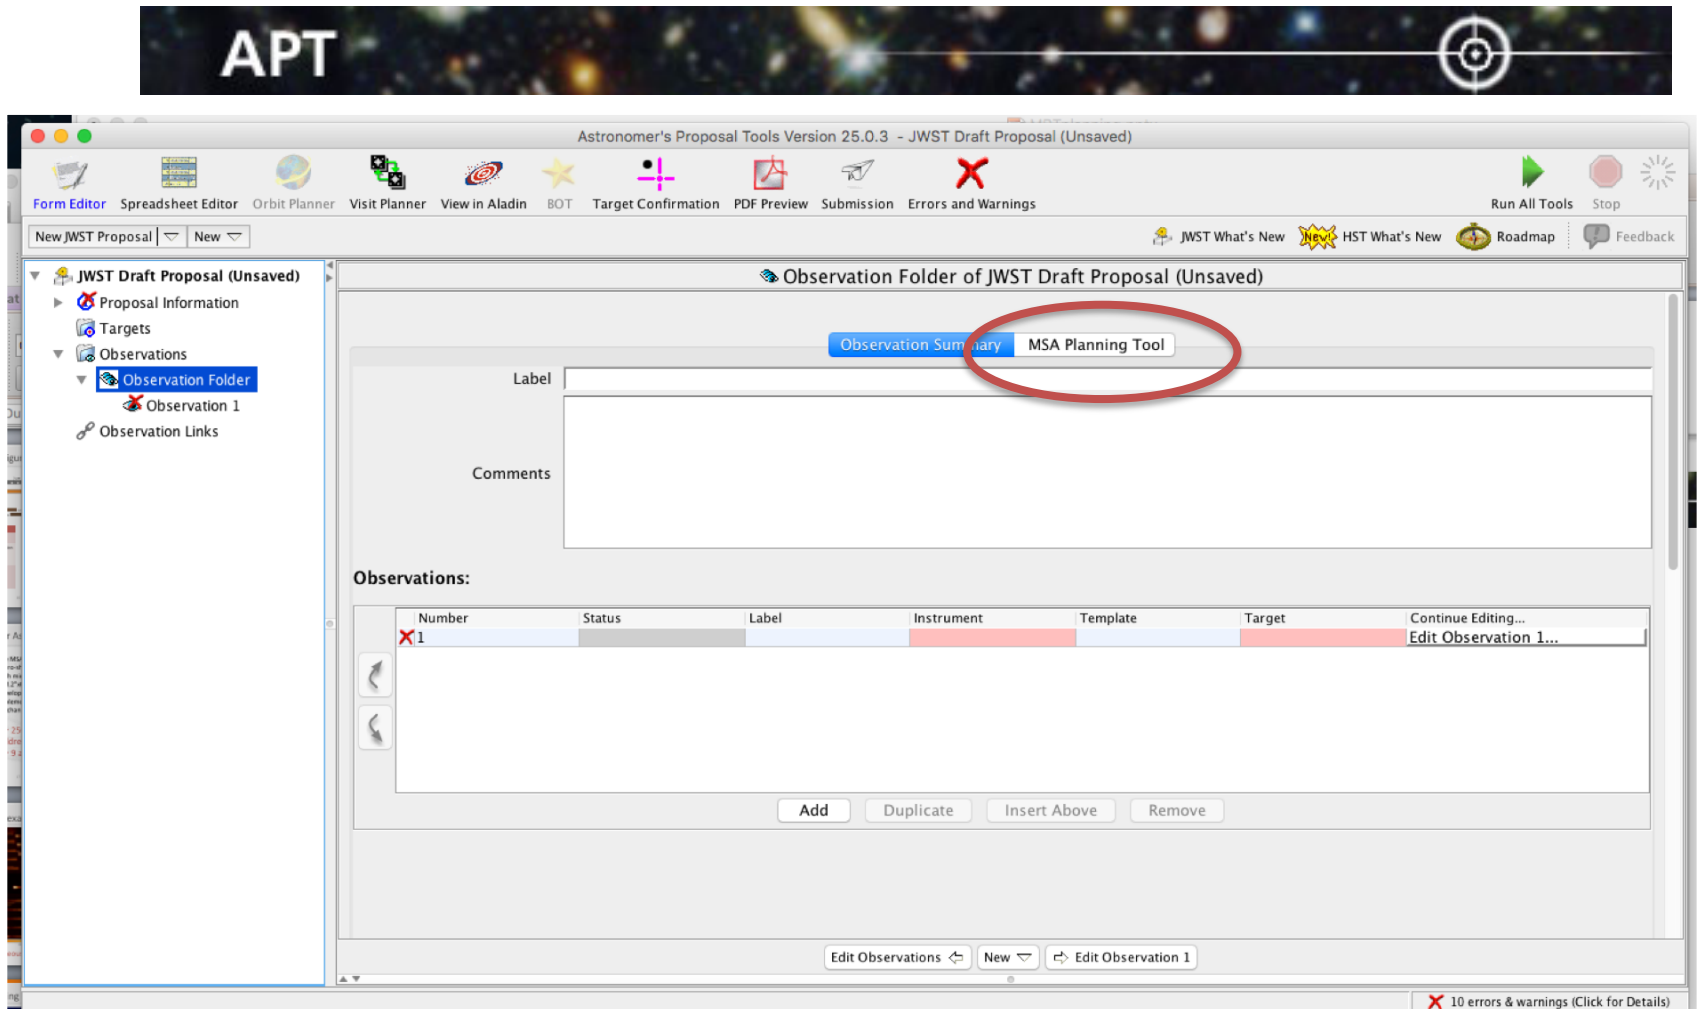 APT
Astronomer's Proposal Tools Version 25.0.3 - JWST Draft Proposal (Unsaved)
Form Editor Spreadsheet Editor Orbit Planner Visit Planner View in Aladin BOT Target Confirmation PDF Preview Submission Errors and Warnings Run All Tools Stop
New JWST Proposal New JWST What's New New! HST What's New Roadmap Feedback
JWST Draft Proposal (Unsaved)
Proposal Information
Targets
Observations
Observation Folder
Observation 1
Observation Links
Observation Folder of JWST Draft Proposal (Unsaved)
Observation Summary MSA Planning Tool
Label
Comments
Observations:
Number Status Label Instrument Template Target Continue Editing...
1 Edit Observation 1...
Add Duplicate Insert Above Remove
Edit Observations New Edit Observation 1
10 errors & warnings (Click for Details)